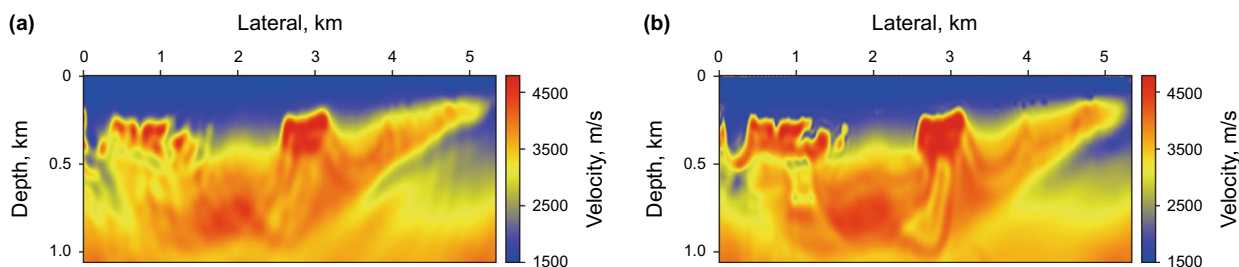 (a)
Lateral, km
0 1 2 3 4 5
0
0.5
1.0
Depth, km
4500
3500
2500
1500
Velocity, m/s
(b)
Lateral, km
0 1 2 3 4 5
0
0.5
1.0
Depth, km
4500
3500
2500
1500
Velocity, m/s